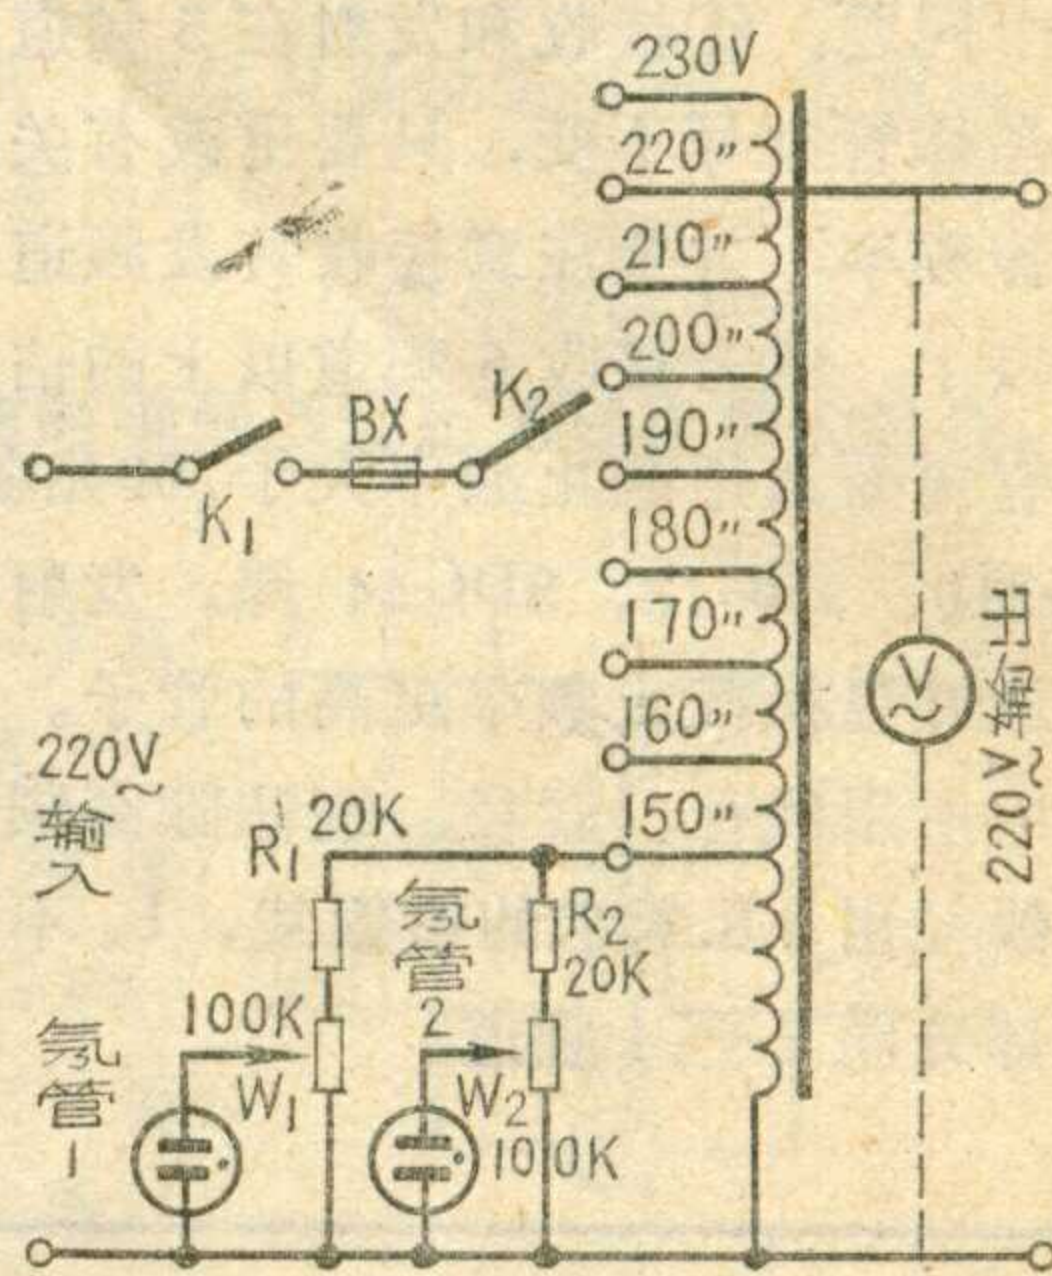 230V
220〃
210〃
200〃
190〃
180〃
170〃
160〃
150〃
K₁
BX
K₂
220V
~
输
入
R₁ 20K
氖
管
2
R₂
20K
100K
W₁
W₂
100K
氖
管
1
V
~
220V~输出